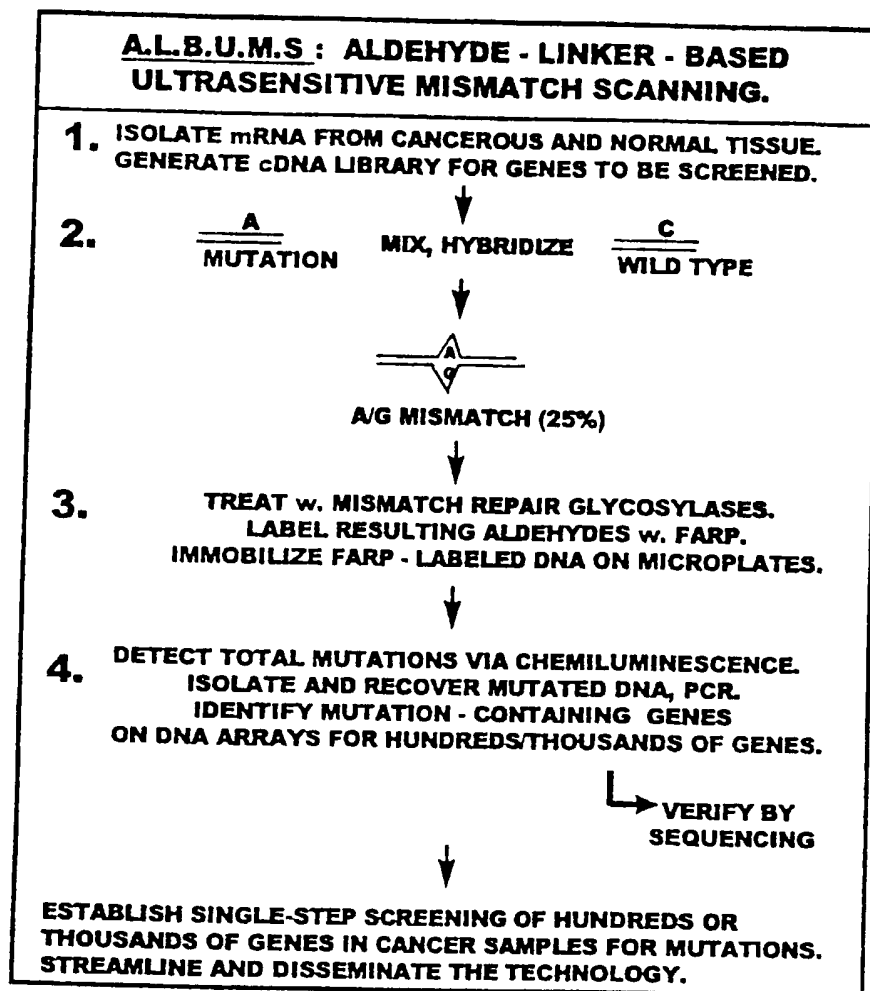 A.L.B.U.M.S : ALDEHYDE - LINKER - BASED
ULTRASENSITIVE MISMATCH SCANNING.
1. ISOLATE mRNA FROM CANCEROUS AND NORMAL TISSUE.
GENERATE cDNA LIBRARY FOR GENES TO BE SCREENED.
2. A MIX, HYBRIDIZE C
MUTATION WILD TYPE
A
G
A/G MISMATCH (25%)
3. TREAT w. MISMATCH REPAIR GLYCOSYLASES.
LABEL RESULTING ALDEHYDES w. FARP.
IMMOBILIZE FARP - LABELED DNA ON MICROPLATES.
4. DETECT TOTAL MUTATIONS VIA CHEMILUMINESCENCE.
ISOLATE AND RECOVER MUTATED DNA, PCR.
IDENTIFY MUTATION - CONTAINING GENES
ON DNA ARRAYS FOR HUNDREDS/THOUSANDS OF GENES.
VERIFY BY
SEQUENCING
ESTABLISH SINGLE-STEP SCREENING OF HUNDREDS OR
THOUSANDS OF GENES IN CANCER SAMPLES FOR MUTATIONS.
STREAMLINE AND DISSEMINATE THE TECHNOLOGY.